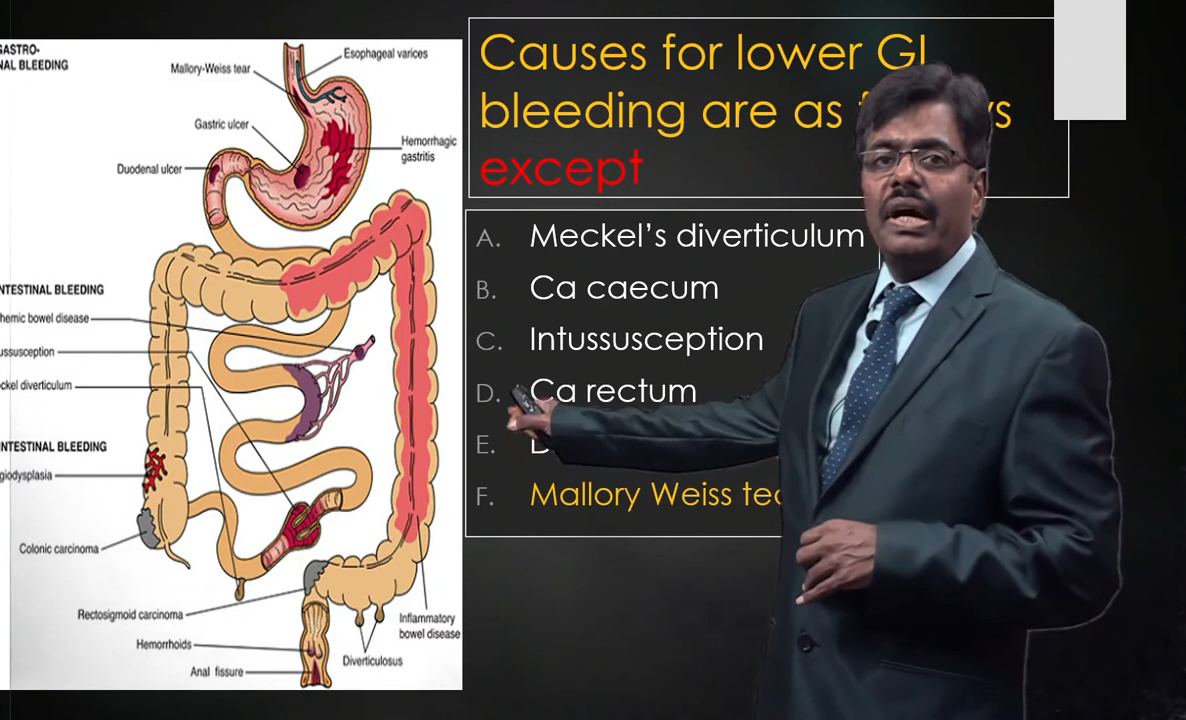 GASTRO-
NAL BLEEDING
Esophageal varices
Mallory-Weiss tear
Gastric ulcer
Hemorrhagic
gastritis
Duodenal ulcer
NTESTINAL BLEEDING
hemic bowel disease
ussusception
ckel diverticulum
NTESTINAL BLEEDING
giodysplasia
Colonic carcinoma
Rectosigmoid carcinoma
Hemorrhoids
Anal fissure
Inflammatory
bowel disease
Diverticulosus
Causes for lower GI
bleeding are as
except
A. Meckel's diverticulum
B. Ca caecum
C. Intussusception
D. Ca rectum
E.
F. Mallory Weiss